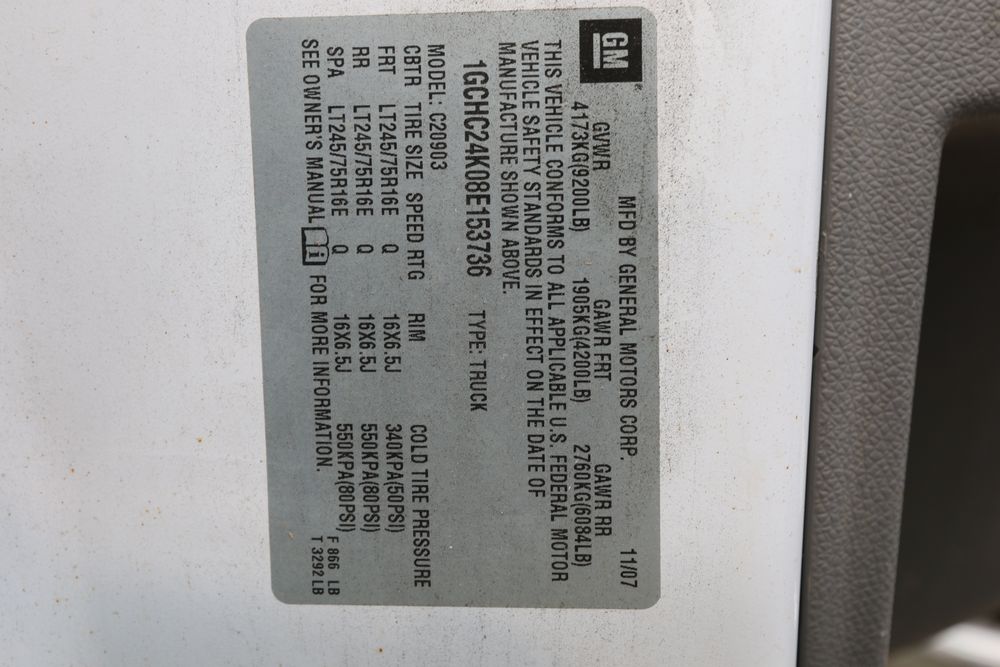 GM
MFD BY GENERAL MOTORS CORP. 11/07
GVWR GAWR FRT GAWR RR
4173KG(9200LB) 1905KG(4200LB) 2760KG(6084LB)
THIS VEHICLE CONFORMS TO ALL APPLICABLE U.S. FEDERAL MOTOR
VEHICLE SAFETY STANDARDS IN EFFECT ON THE DATE OF
MANUFACTURE SHOWN ABOVE.
1GCHC24K08E153736 TYPE: TRUCK
MODEL: C20903
CBTR TIRE SIZE SPEED RTG RIM COLD TIRE PRESSURE
FRT LT245/75R16E Q 16X6.5J 340KPA(50PSI)
RR LT245/75R16E Q 16X6.5J 550KPA(80PSI)
SPA LT245/75R16E Q 16X6.5J 550KPA(80PSI)
SEE OWNER'S MANUAL FOR MORE INFORMATION.
F 866 LB
T 3292 LB